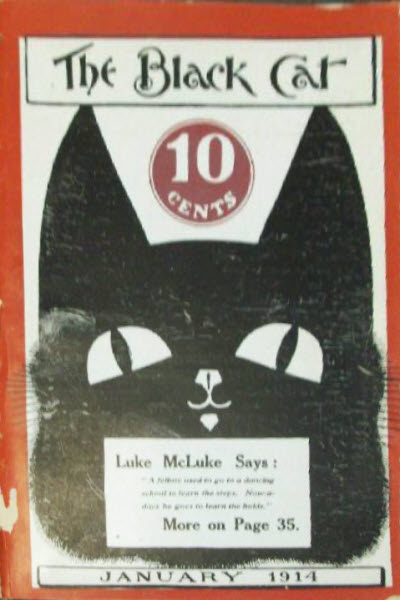 The Black Cat
10
CENTS
Luke McLuke Says:
"A fellow used to go to a dancing
school to learn the steps. Now-a-
days he goes to learn the holds."
More on Page 35.
JANUARY 1914